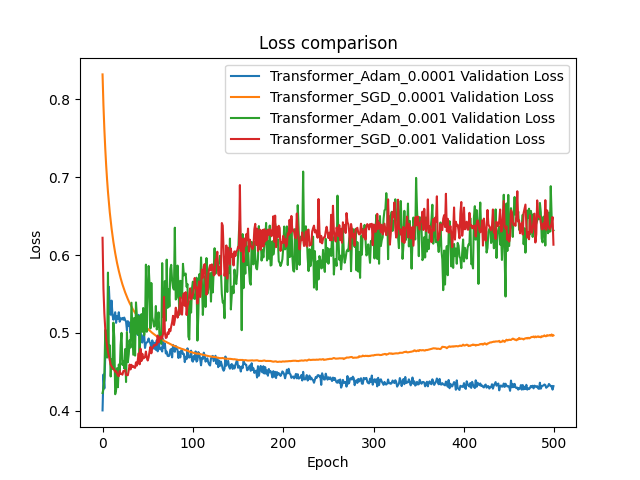 Loss comparison
Transformer_Adam_0.0001 Validation Loss
Transformer_SGD_0.0001 Validation Loss
Transformer_Adam_0.001 Validation Loss
Transformer_SGD_0.001 Validation Loss
0.8
0.7
0.6
0.5
0.4
Loss
0
100
200
300
400
500
Epoch